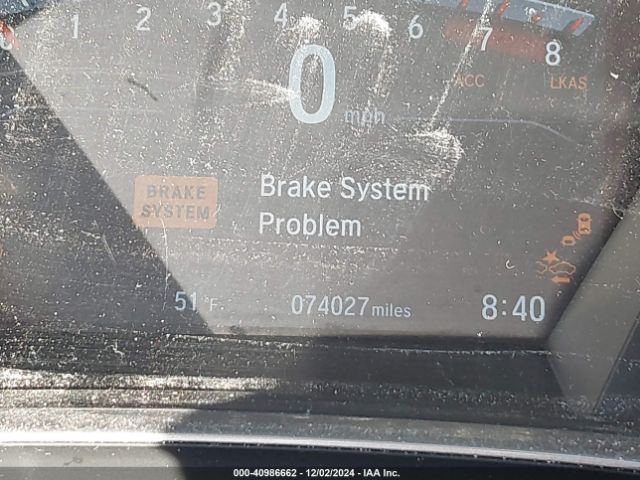 0 1 2 3 4 5 6 7 8
0 mph
ACC LKAS
BRAKE
SYSTEM
Brake System
Problem
51°F 074027 miles 8:40
000-40986662 • 12/02/2024 - IAA Inc.